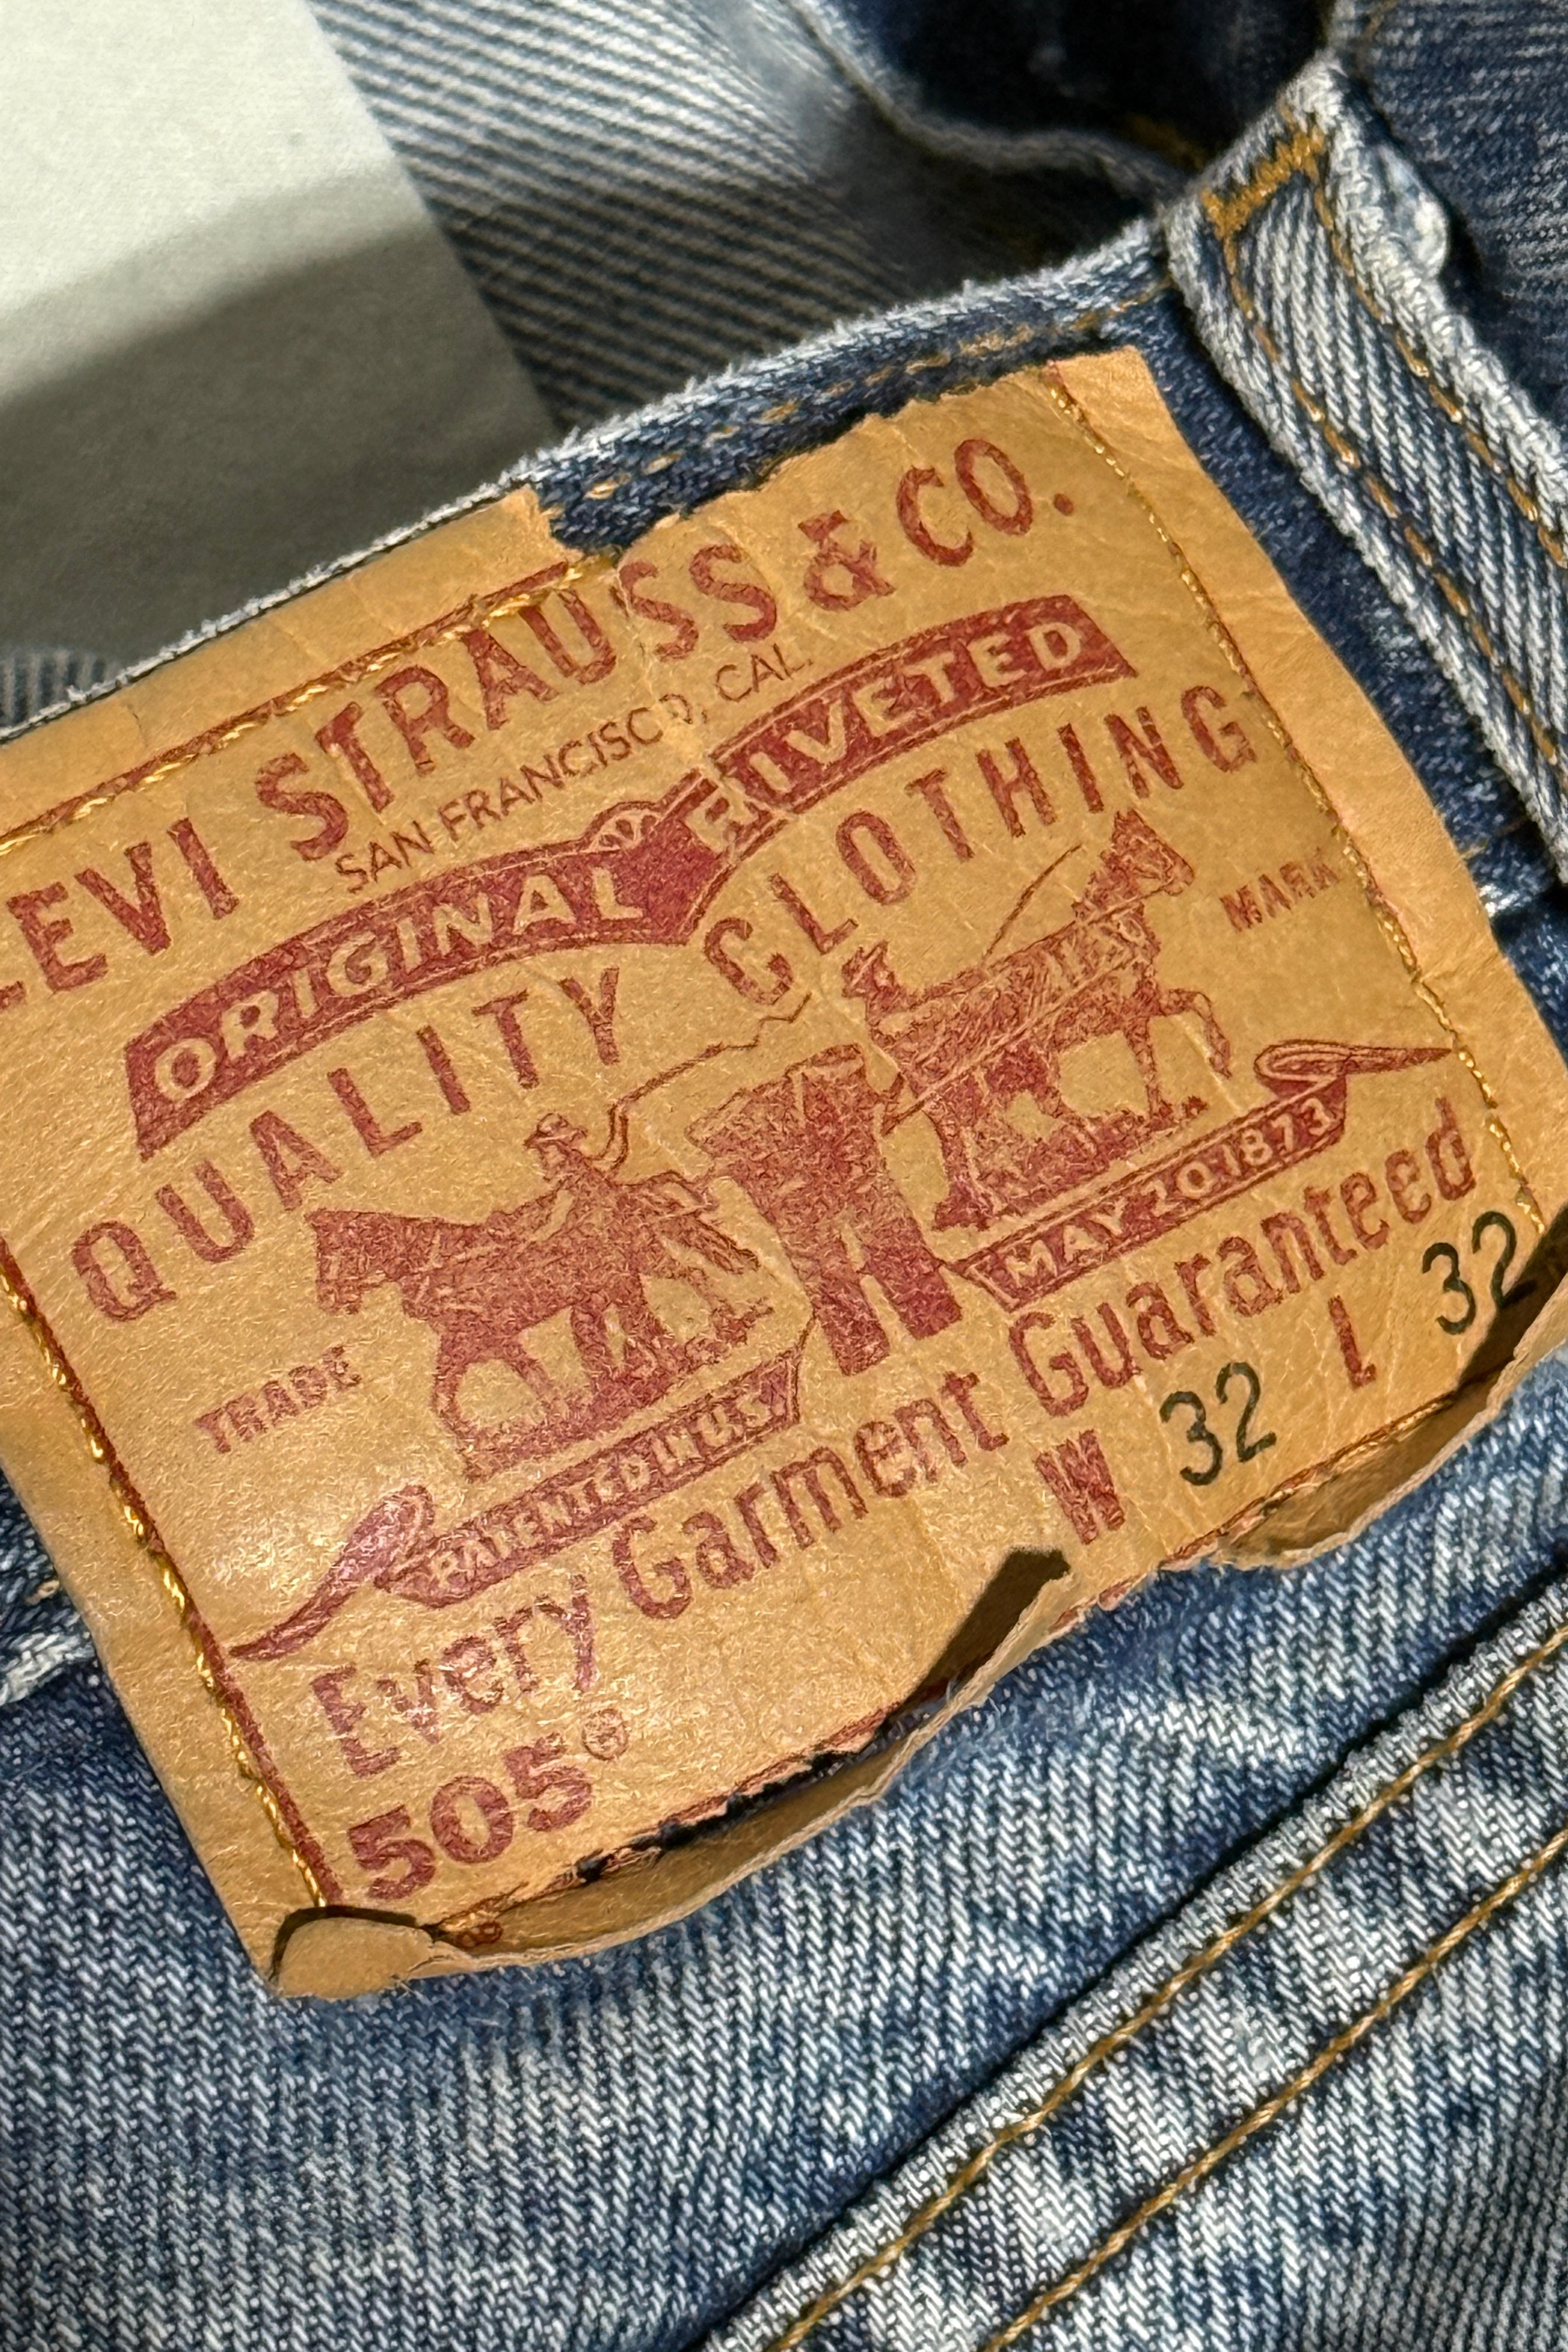 LEVI STRAUSS & CO.
SAN FRANCISCO, CAL.
ORIGINAL RIVETED
QUALITY CLOTHING
TRADE MARK
PATENTED IN U.S. MAY 20 1873
Every Garment Guaranteed
505® W 32 L 32